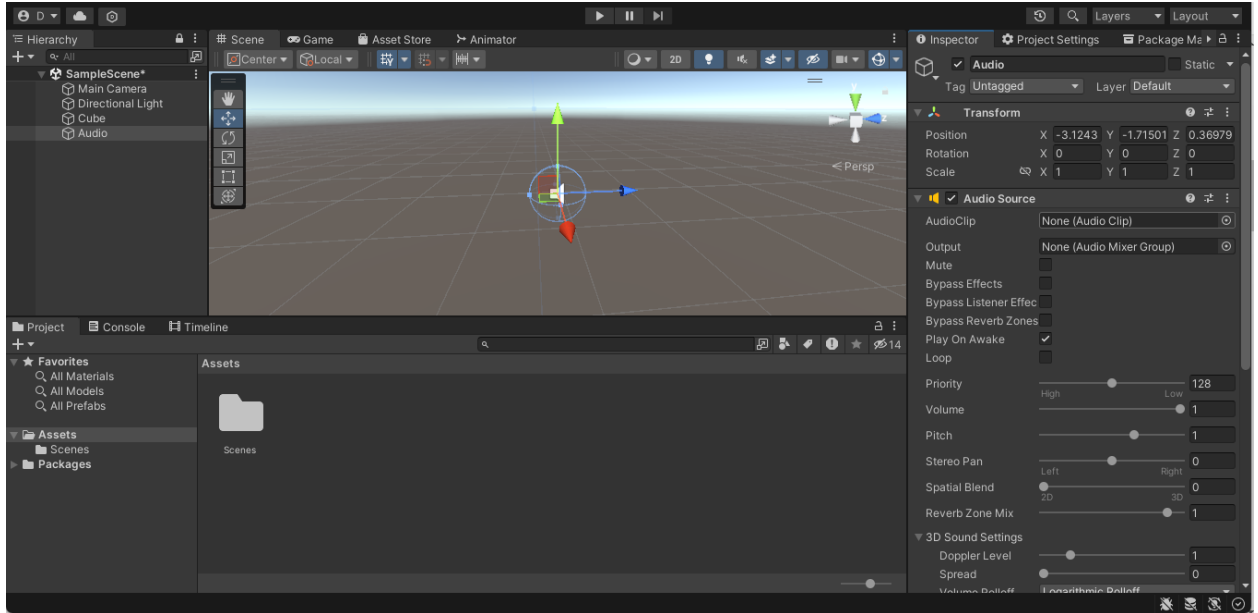 D
Layers
Layout
Hierarchy
Scene
Game
Asset Store
Animator
Inspector
Project Settings
Package Ma
All
Center
Local
2D
Audio
Static
SampleScene*
Main Camera
Directional Light
Cube
Audio
Tag Untagged
Layer Default
Transform
Position X -3.1243 Y -1.71501 Z 0.36979
Rotation X 0 Y 0 Z 0
Scale X 1 Y 1 Z 1
Persp
Y
z
Audio Source
AudioClip None (Audio Clip)
Output None (Audio Mixer Group)
Mute
Bypass Effects
Bypass Listener Effec
Bypass Reverb Zones
Play On Awake
Loop
Priority 128
High Low
Volume 1
Pitch 1
Stereo Pan 0
Left Right
Spatial Blend 0
2D 3D
Reverb Zone Mix 1
3D Sound Settings
Doppler Level 1
Spread 0
Volume Rolloff Logarithmic Rolloff
Project
Console
Timeline
14
Favorites
All Materials
All Models
All Prefabs
Assets
Scenes
Packages
Assets
Scenes